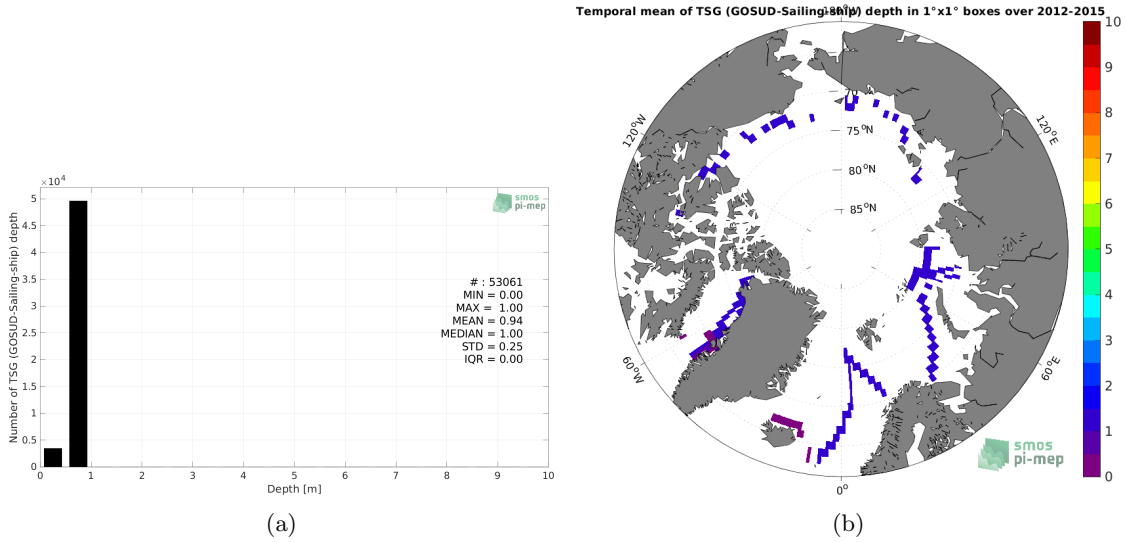 Temporal mean of TSG (GOSUD-Sailing-ship) depth in 1°x1° boxes over 2012-2015
×10⁴
5
4.5
4
3.5
3
2.5
2
1.5
1
0.5
0
Number of TSG (GOSUD-Sailing-ship) depth
0 1 2 3 4 5 6 7 8 9 10
Depth [m]
smos
pi-mep
# : 53061
MIN = 0.00
MAX = 1.00
MEAN = 0.94
MEDIAN = 1.00
STD = 0.25
IQR = 0.00
(a)
120°W
120°E
75°N
80°N
85°N
60°W
60°E
0°
smos
pi-mep
10
9
8
7
6
5
4
3
2
1
0
(b)